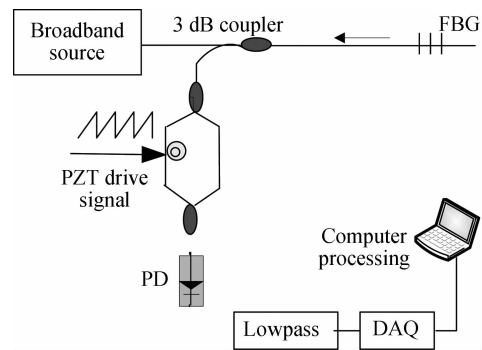 Broadband
source
3 dB coupler
FBG
PZT drive
signal
PD
Computer
processing
Lowpass
DAQ